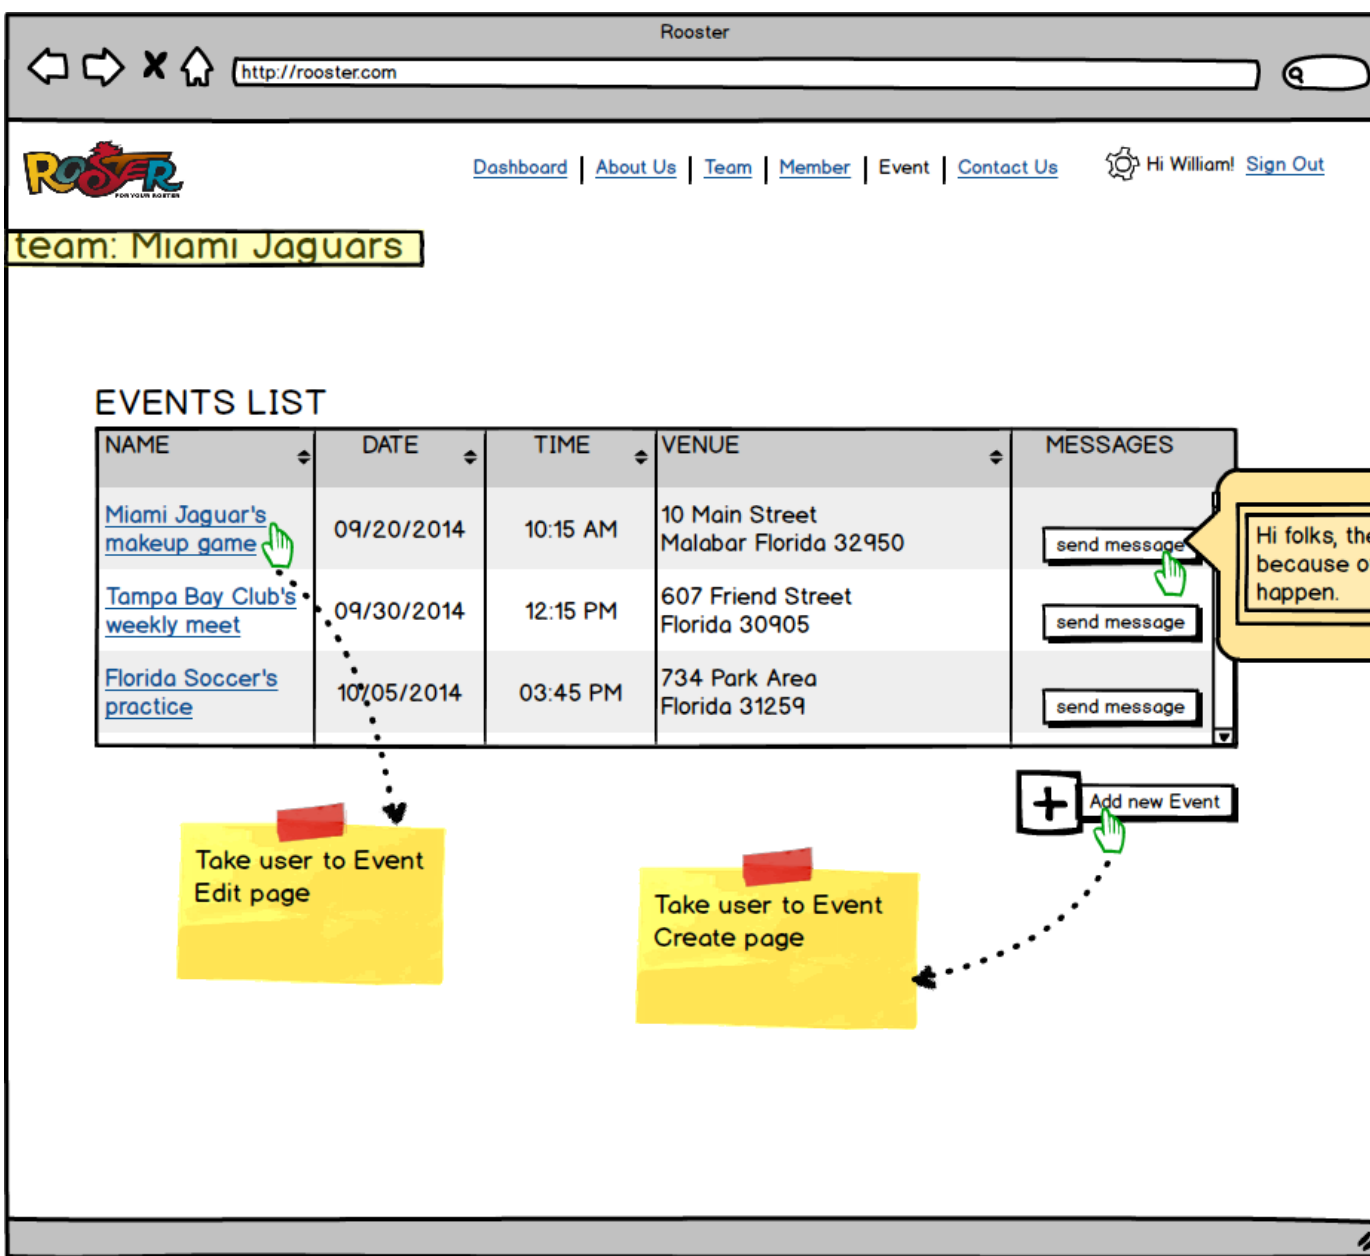 Rooster
http://rooster.com
ROOSTER
FOR YOUR ROSTER
Dashboard | About Us | Team | Member | Event | Contact Us
Hi William! Sign Out
team: Miami Jaguars
EVENTS LIST
NAME DATE TIME VENUE MESSAGES
Miami Jaguar's
makeup game
09/20/2014
10:15 AM
10 Main Street
Malabar Florida 32950
send message
Hi folks, the
because o
happen.
Tampa Bay Club's
weekly meet
09/30/2014
12:15 PM
607 Friend Street
Florida 30905
send message
Florida Soccer's
practice
10/05/2014
03:45 PM
734 Park Area
Florida 31259
send message
Add new Event
Take user to Event
Edit page
Take user to Event
Create page